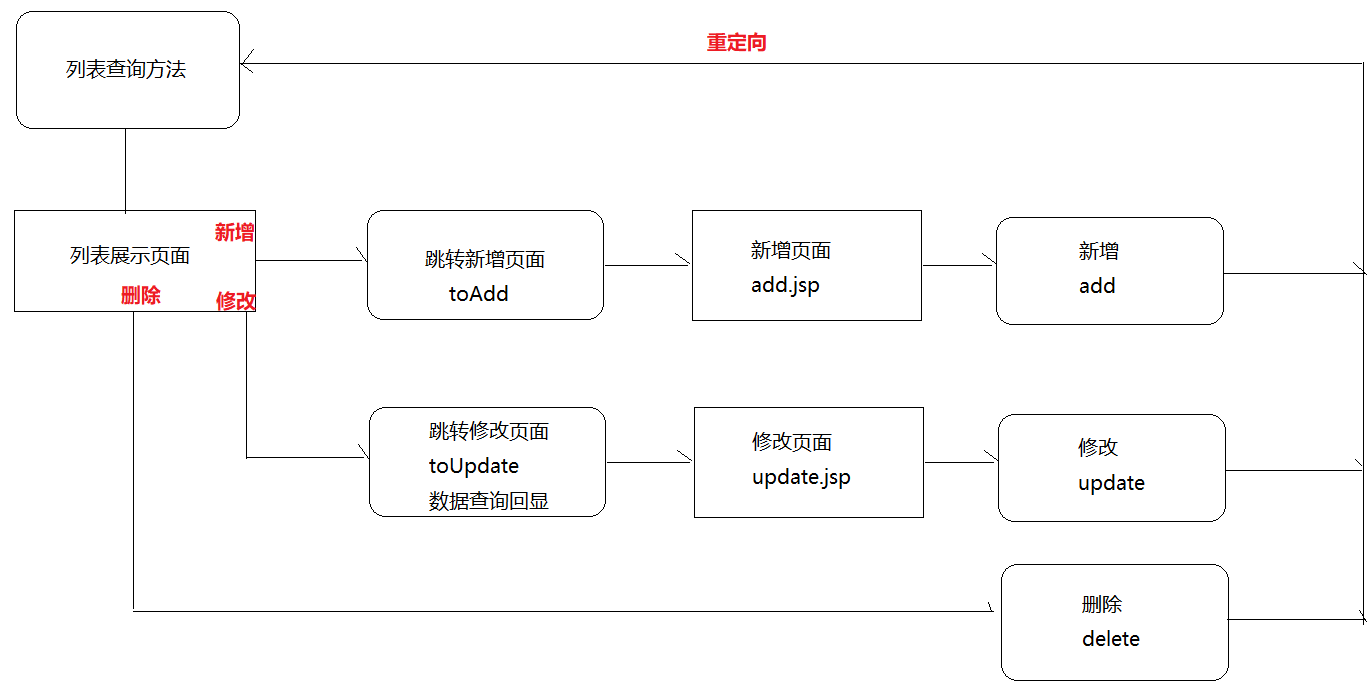 重定向
列表查询方法
列表展示页面
新增
删除
修改
跳转新增页面
toAdd
新增页面
add.jsp
新增
add
跳转修改页面
toUpdate
数据查询回显
修改页面
update.jsp
修改
update
删除
delete